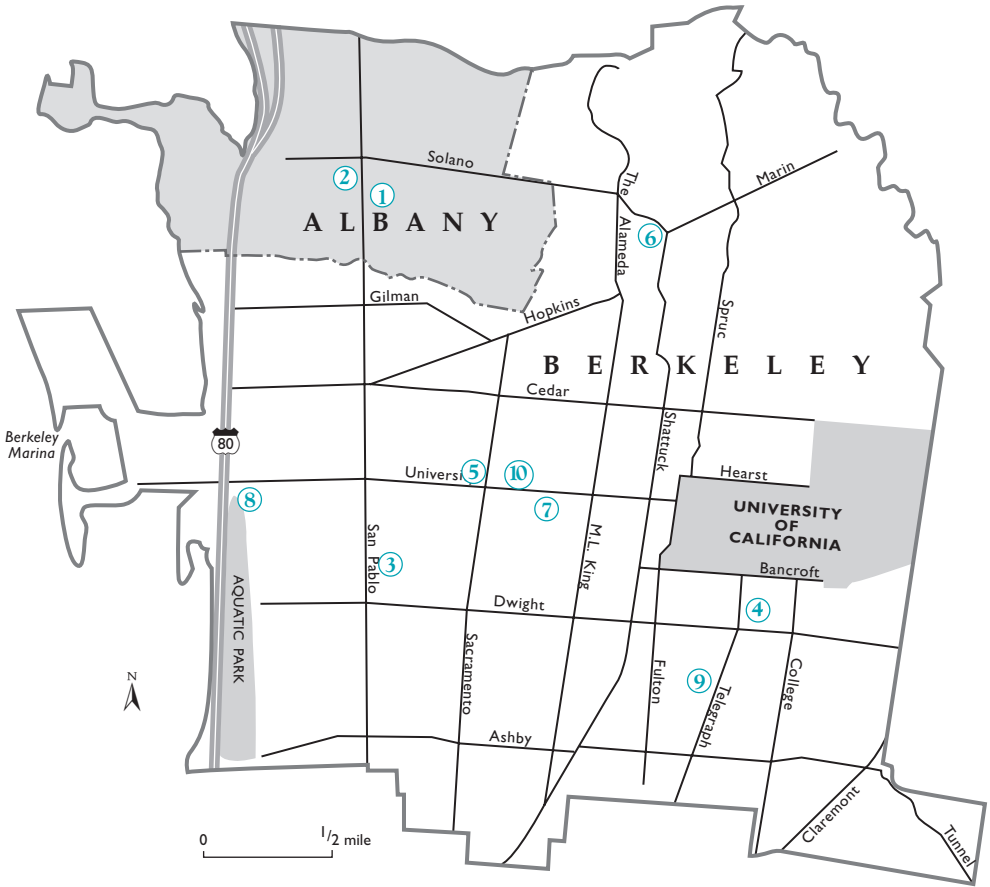 Solano
Marin
The
Alameda
2
1
ALBANY
6
Gilman
Hopkins
Spruc
BERKELEY
Cedar
Berkeley
Marina
80
Shattuck
Universi
5
10
Hearst
8
7
UNIVERSITY
OF
CALIFORNIA
San Pablo
3
M.L. King
Bancroft
AQUATIC PARK
Dwight
4
N
Sacramento
Fulton
9
Telegraph
College
Ashby
Claremont
Tunnel
0
1/2 mile